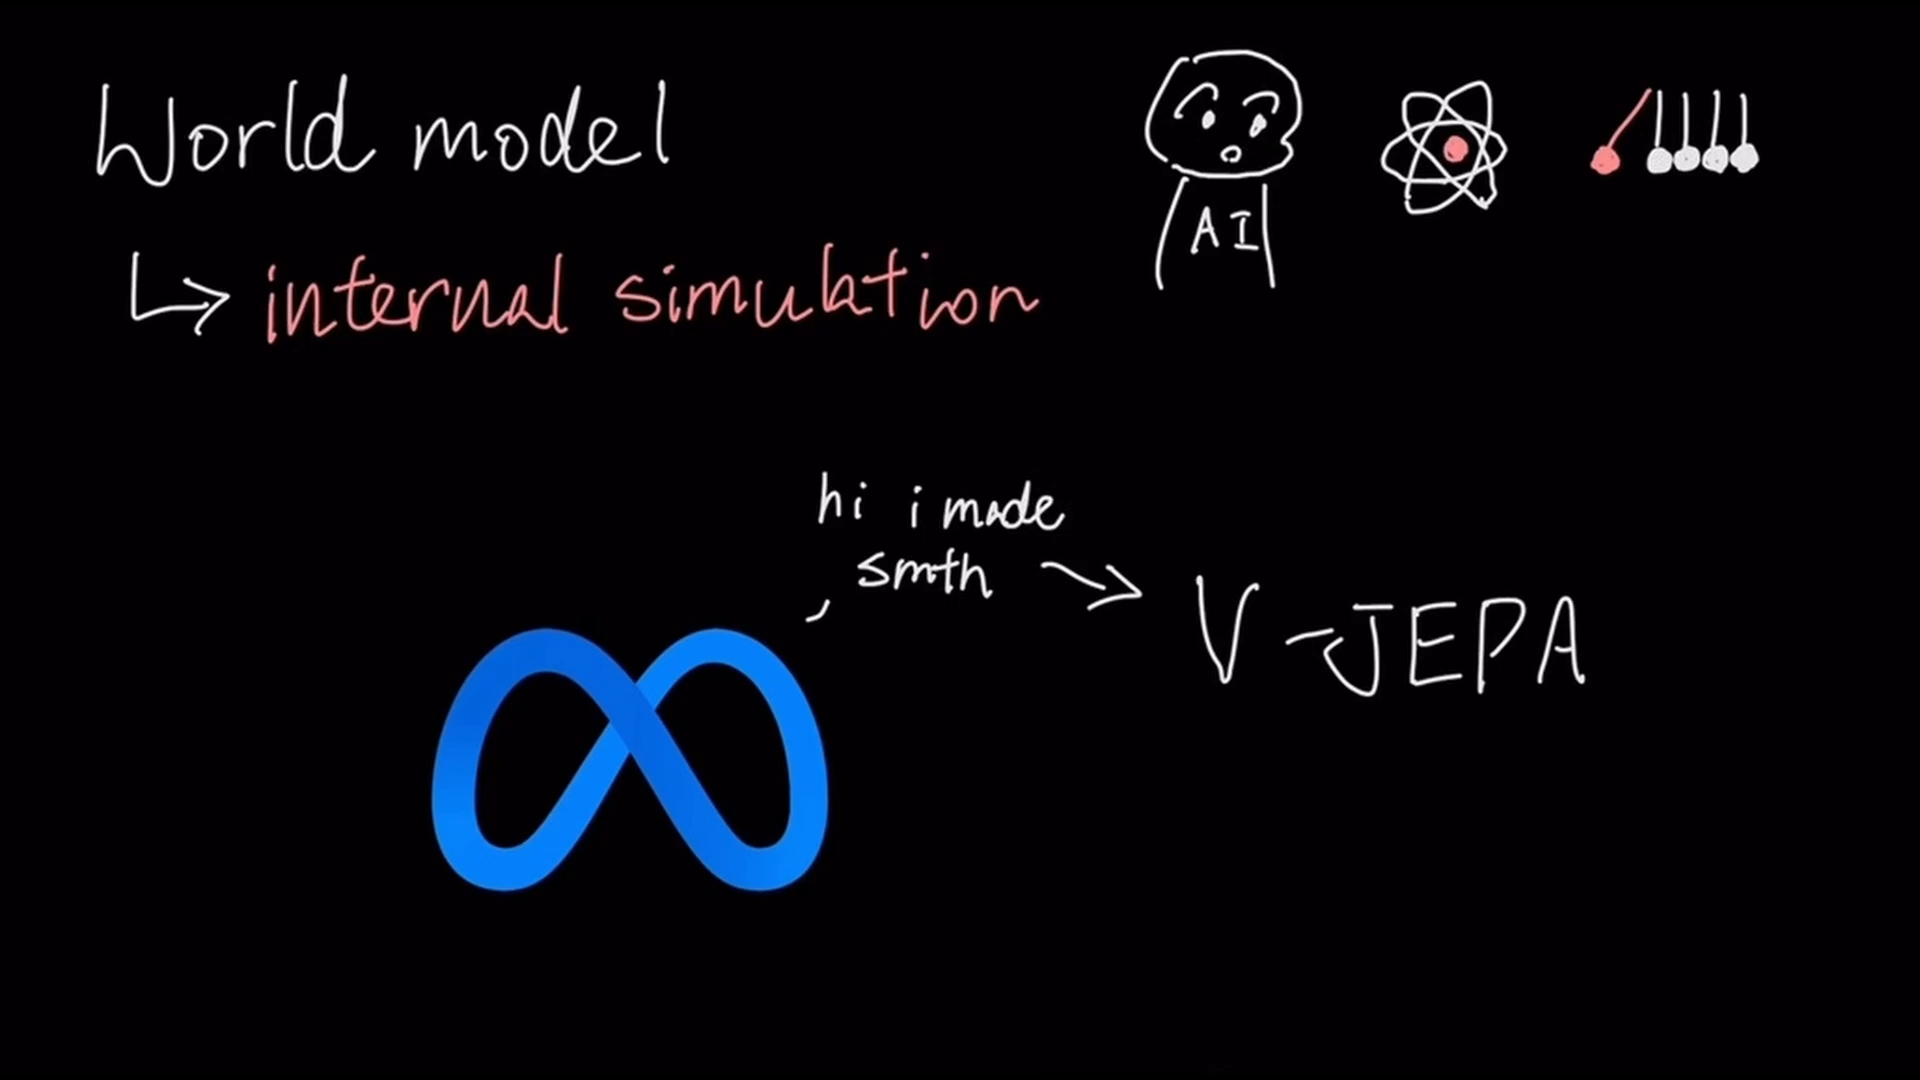 World model
AI
internal simulation
hi i made
smth
V-JEPA